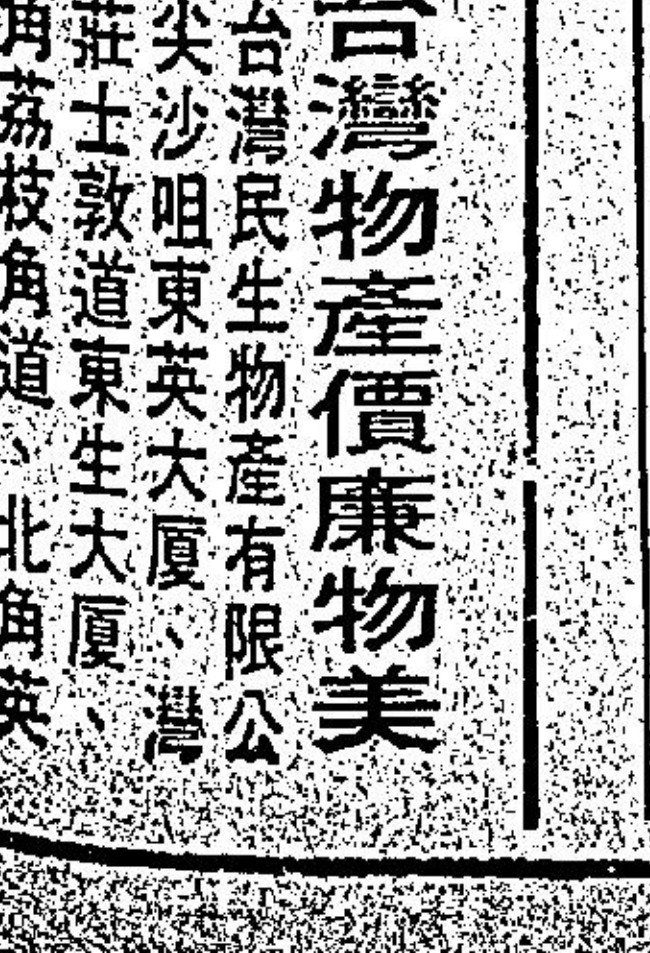 灣物產價廉物美
台灣民生物產有限公
尖沙咀東英大厦、灣
莊士敦道東生大厦、
角荔枝角道、北角英